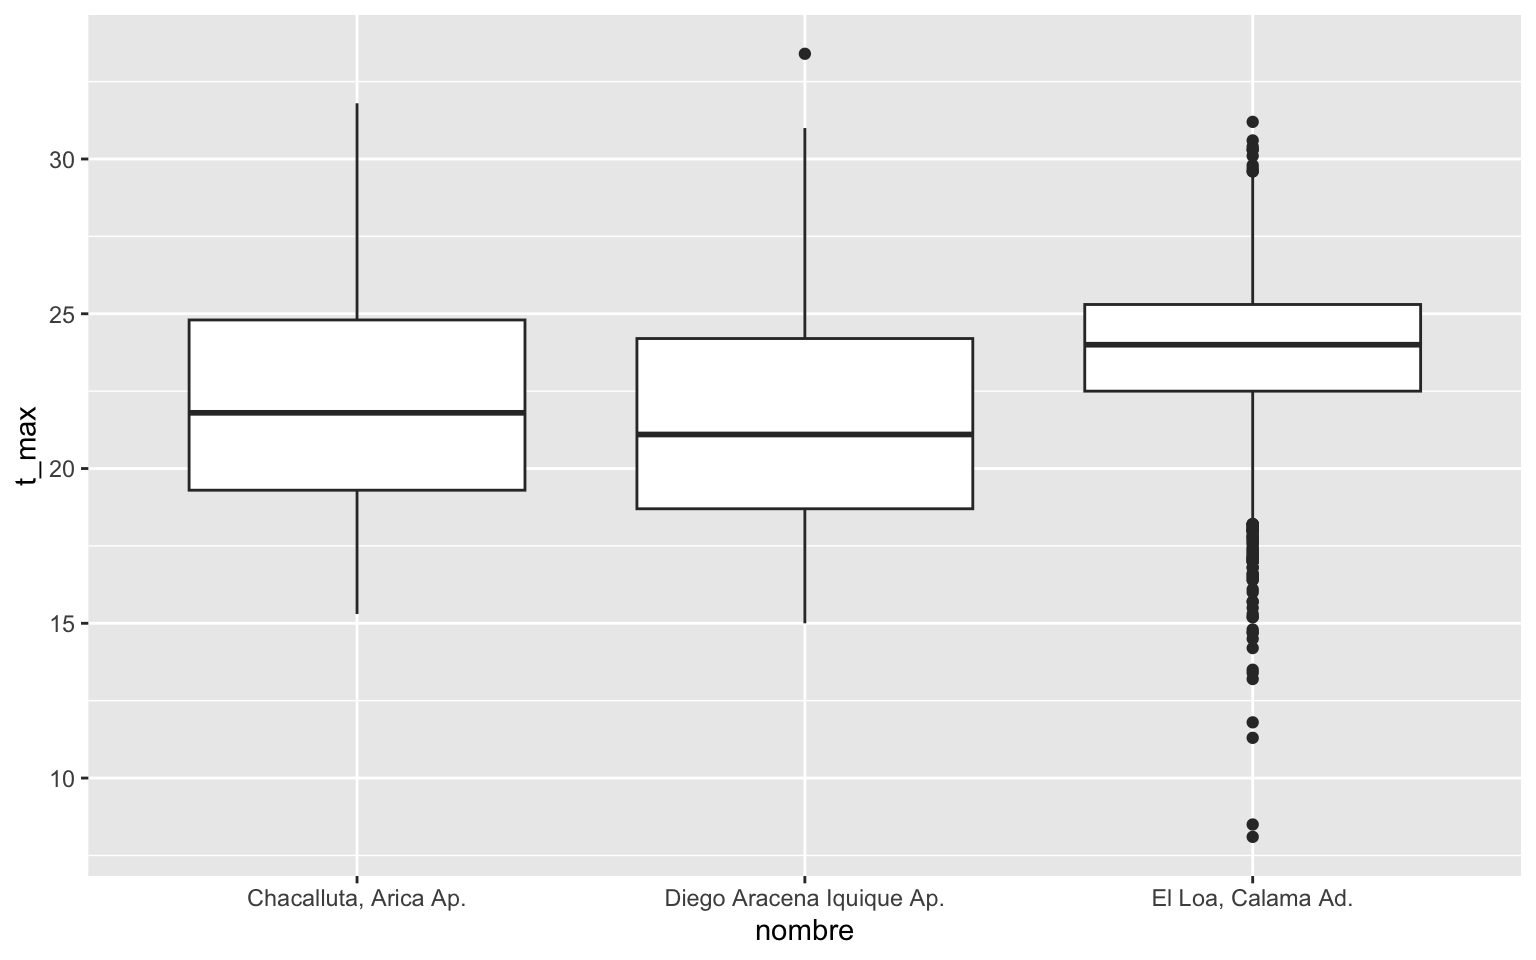 t_max
30
25
20
15
10
Chacalluta, Arica Ap.
Diego Aracena Iquique Ap.
El Loa, Calama Ad.
nombre